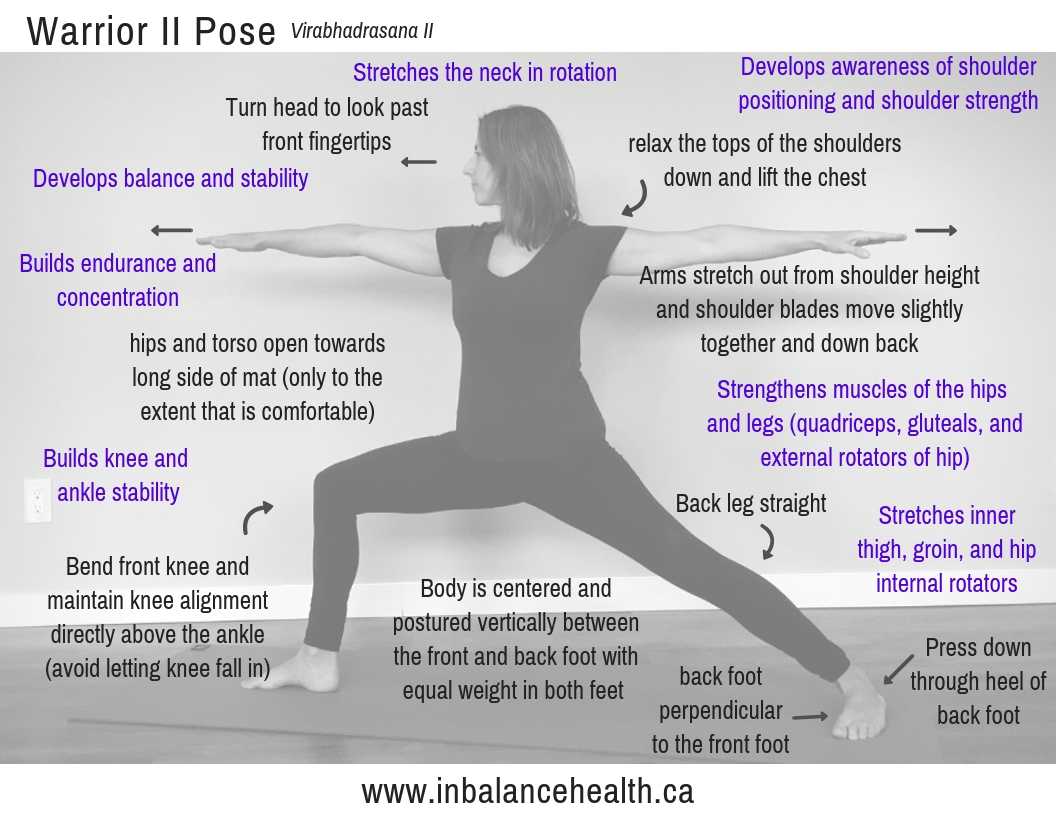 Warrior II Pose Virabhadrasana II
Stretches the neck in rotation
Develops awareness of shoulder
positioning and shoulder strength
Turn head to look past
front fingertips
relax the tops of the shoulders
down and lift the chest
Develops balance and stability
Builds endurance and
concentration
Arms stretch out from shoulder height
and shoulder blades move slightly
together and down back
hips and torso open towards
long side of mat (only to the
extent that is comfortable)
Strengthens muscles of the hips
and legs (quadriceps, gluteals, and
external rotators of hip)
Builds knee and
ankle stability
Back leg straight
Stretches inner
thigh, groin, and hip
internal rotators
Bend front knee and
maintain knee alignment
directly above the ankle
(avoid letting knee fall in)
Body is centered and
postured vertically between
the front and back foot with
equal weight in both feet
back foot
perpendicular
to the front foot
Press down
through heel of
back foot
www.inbalancehealth.ca